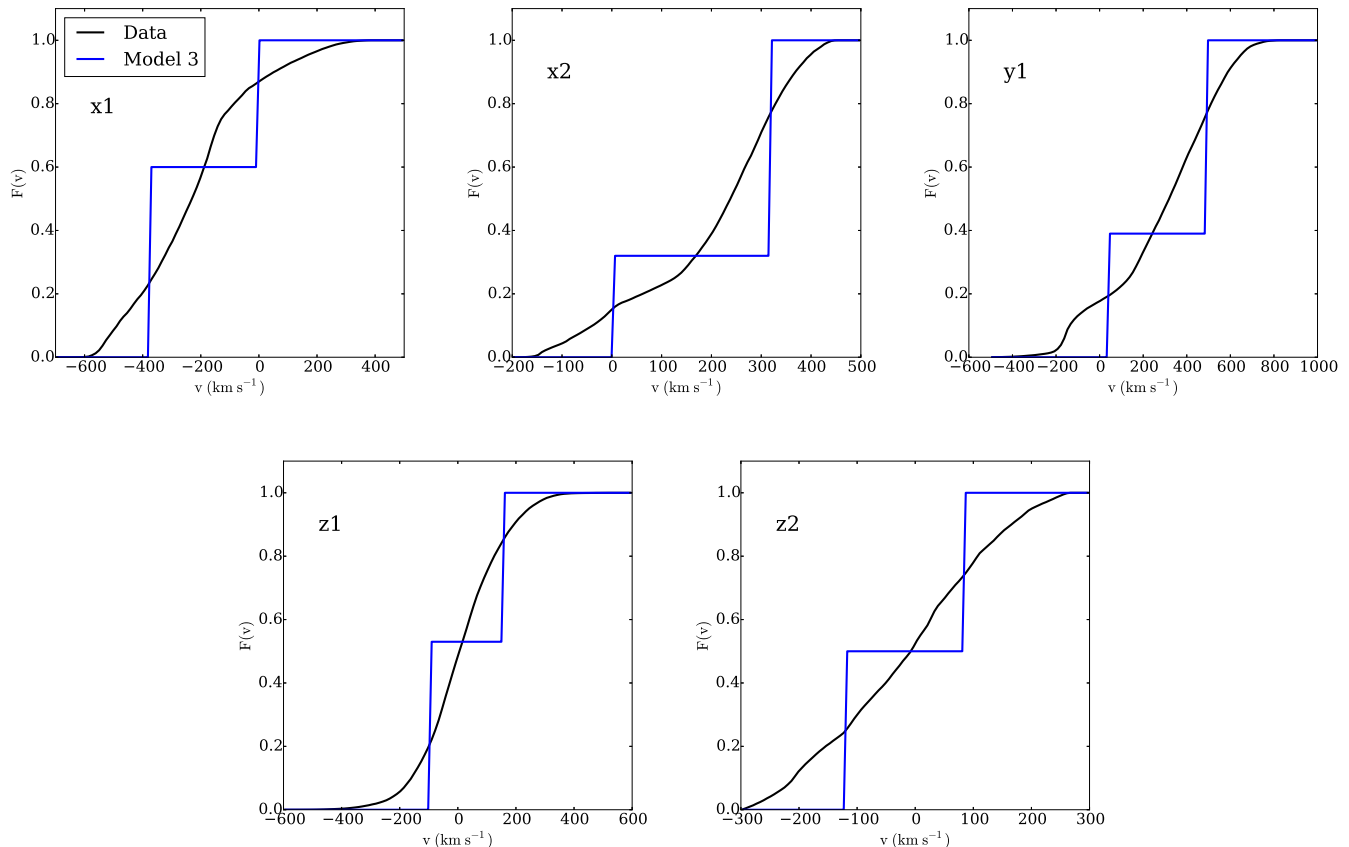 Data
Model 3
x1
F(v)
1.0
0.8
0.6
0.4
0.2
0.0
−600 −400 −200 0 200 400
v (km s⁻¹)
x2
F(v)
1.0
0.8
0.6
0.4
0.2
0.0
−200 −100 0 100 200 300 400 500
v (km s⁻¹)
y1
F(v)
1.0
0.8
0.6
0.4
0.2
0.0
−600 −400 −200 0 200 400 600 800 1000
v (km s⁻¹)
z1
F(v)
1.0
0.8
0.6
0.4
0.2
0.0
−600 −400 −200 0 200 400 600
v (km s⁻¹)
z2
F(v)
1.0
0.8
0.6
0.4
0.2
0.0
−300 −200 −100 0 100 200 300
v (km s⁻¹)